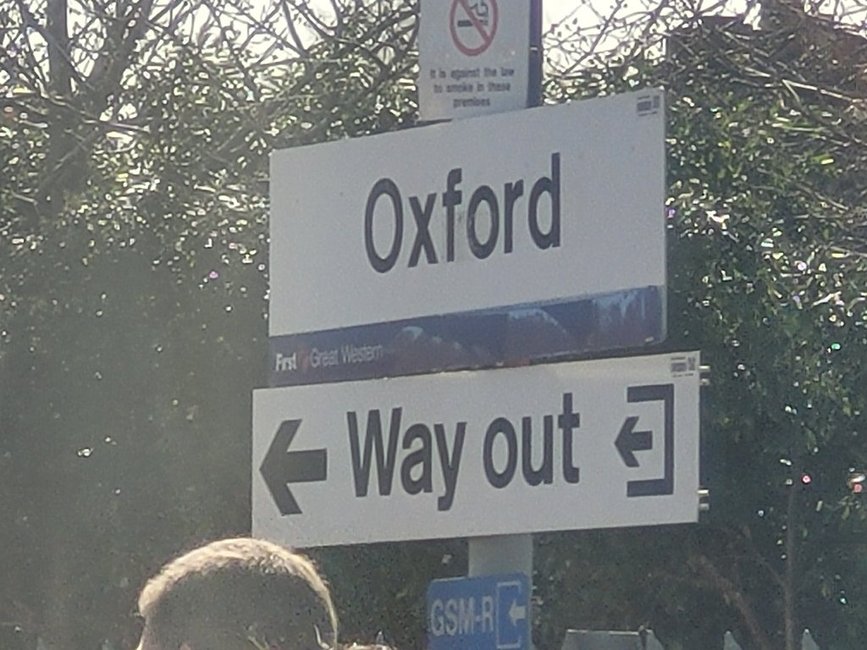 It is against the law
to smoke in these
premises
Oxford
First Great Western
Way out
GSM-R